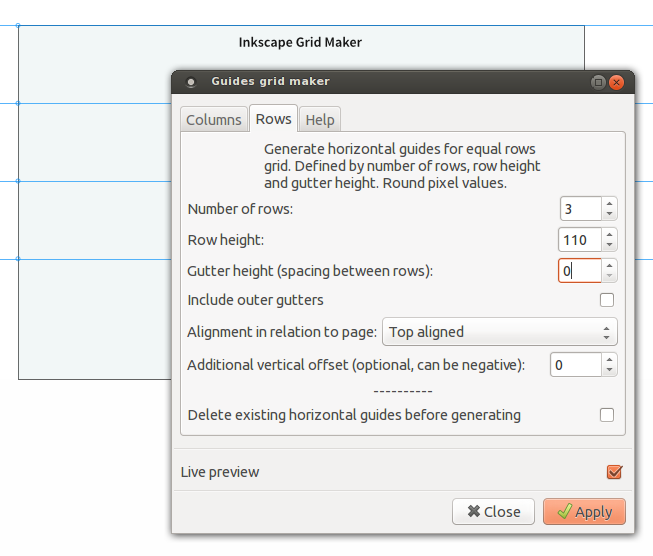 Inkscape Grid Maker
Guides grid maker
Columns Rows Help
Generate horizontal guides for equal rows
grid. Defined by number of rows, row height
and gutter height. Round pixel values.
Number of rows: 3
Row height: 110
Gutter height (spacing between rows): 0
Include outer gutters
Alignment in relation to page: Top aligned
Additional vertical offset (optional, can be negative): 0
----------
Delete existing horizontal guides before generating
Live preview
Close Apply